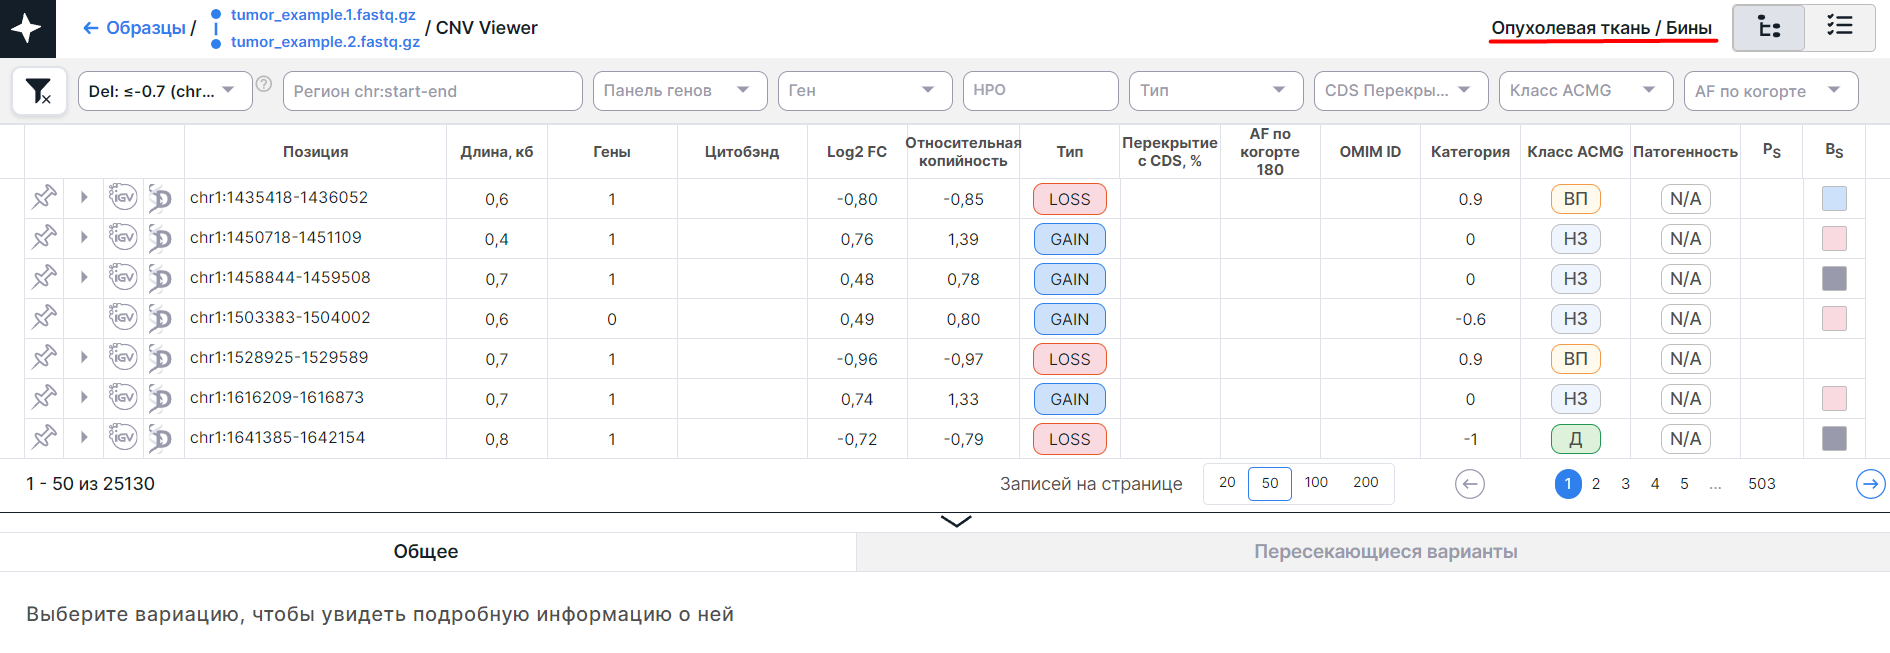 ← Образцы / tumor_example.1.fastq.gz
tumor_example.2.fastq.gz / CNV Viewer
Опухолевая ткань / Бины
Del: ≤-0.7 (chr... ? Регион chr:start-end Панель генов Ген HPO Тип CDS Перекры... Класс ACMG AF по когорте
Позиция Длина, кб Гены Цитобэнд Log2 FC Относительная копийность Тип Перекрытие с CDS, % AF по когорте 180 OMIM ID Категория Класс ACMG Патогенность PS BS
IGV D chr1:1435418-1436052 0,6 1 -0,80 -0,85 LOSS 0.9 ВП N/A
IGV D chr1:1450718-1451109 0,4 1 0,76 1,39 GAIN 0 НЗ N/A
IGV D chr1:1458844-1459508 0,7 1 0,48 0,78 GAIN 0 НЗ N/A
IGV D chr1:1503383-1504002 0,6 0 0,49 0,80 GAIN -0.6 НЗ N/A
IGV D chr1:1528925-1529589 0,7 1 -0,96 -0,97 LOSS 0.9 ВП N/A
IGV D chr1:1616209-1616873 0,7 1 0,74 1,33 GAIN 0 НЗ N/A
IGV D chr1:1641385-1642154 0,8 1 -0,72 -0,79 LOSS -1 Д N/A
1 - 50 из 25130 Записей на странице 20 50 100 200 ← 1 2 3 4 5 ... 503 →
Общее Пересекающиеся варианты
Выберите вариацию, чтобы увидеть подробную информацию о ней